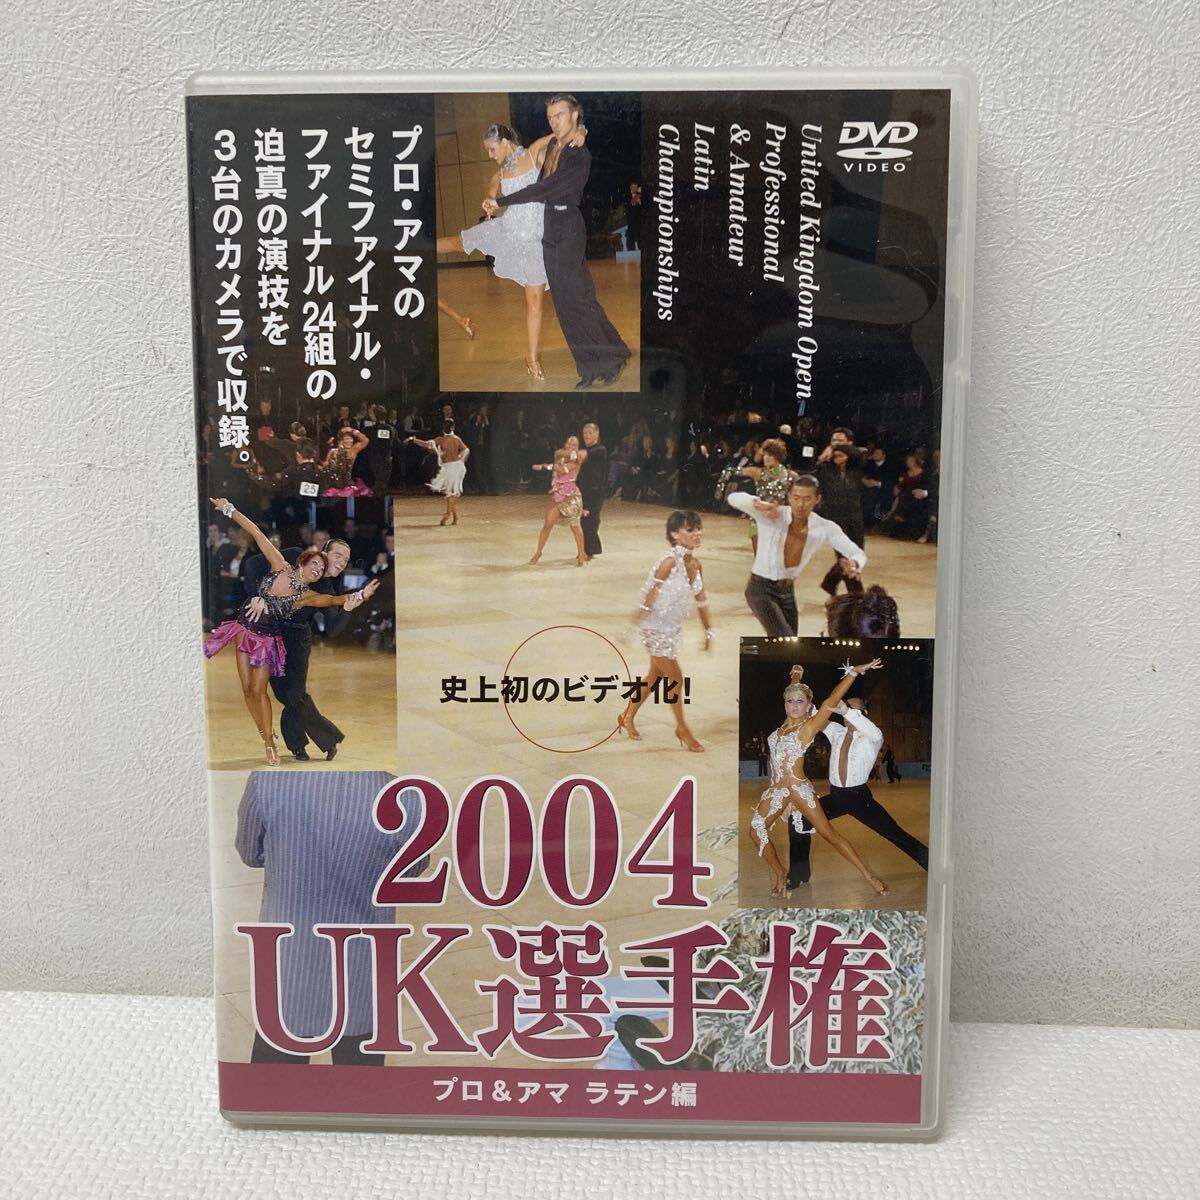 DVD
VIDEO
United Kingdom Open
Professional
& Amateur
Latin
Championships
プロ・アマの
セミファイナル・
ファイナル24組の
迫真の演技を
3台のカメラで収録。
25
史上初のビデオ化!
2004
UK選手権
プロ&アマ ラテン編